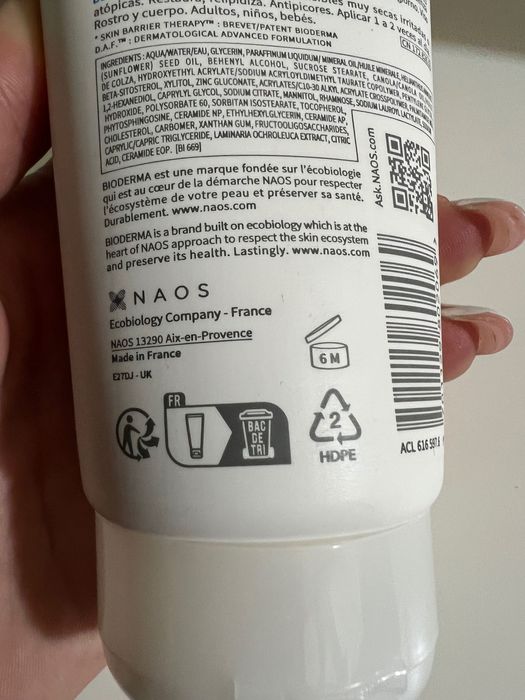 atópicas. Restaura, relipidiza. Antipicores. Aplicar 1 a 2 veces al
Rostro y cuerpo. Adultos, niños, bebés.
* SKIN BARRIER THERAPY™ : BREVET/PATENT BIODERMA
D.A.F.™ : DERMATOLOGICAL ADVANCED FORMULATION
INGREDIENTS: AQUA/WATER/EAU, GLYCERIN, PARAFFINUM LIQUIDUM/ MINERAL OIL/HUILE MINERALE,
(SUNFLOWER) SEED OIL, BEHENYL ALCOHOL, SUCROSE STEARATE, CANOLA/CANOLA
DE COLZA, HYDROXYETHYL ACRYLATE/SODIUM ACRYLOYLDIMETHYL TAURATE COPOLYMER, PENTYLENE
BETA-SITOSTEROL, XYLITOL, ZINC GLUCONATE, ACRYLATES/C10-30 ALKYL ACRYLATE CROSSPOLYMER,
1,2-HEXANEDIOL, CAPRYLYL GLYCOL, SODIUM CITRATE, MANNITOL, RHAMNOSE, SODIUM LAUROYL LACTYLATE,
HYDROXIDE, POLYSORBATE 60, SORBITAN ISOSTEARATE, TOCOPHEROL,
PHYTOSPHINGOSINE, CERAMIDE NP, ETHYLHEXYLGLYCERIN, CERAMIDE AP,
CHOLESTEROL, CARBOMER, XANTHAN GUM, FRUCTOOLIGOSACCHARIDES,
CAPRYLIC/CAPRIC TRIGLYCERIDE, LAMINARIA OCHROLEUCA EXTRACT, CITRIC
ACID, CERAMIDE EOP. [BI 669]
Ask.NAOS.com
BIODERMA est une marque fondée sur l'écobiologie
qui est au cœur de la démarche NAOS pour respecter
l'écosystème de votre peau et préserver sa santé.
Durablement. www.naos.com
BIODERMA is a brand built on ecobiology which is at the
heart of NAOS approach to respect the skin ecosystem
and preserve its health. Lastingly. www.naos.com
NAOS
Ecobiology Company - France
NAOS 13290 Aix-en-Provence
Made in France
E27DJ - UK
6 M
FR
BAC
DE
TRI
2
HDPE
ACL 616 597.8